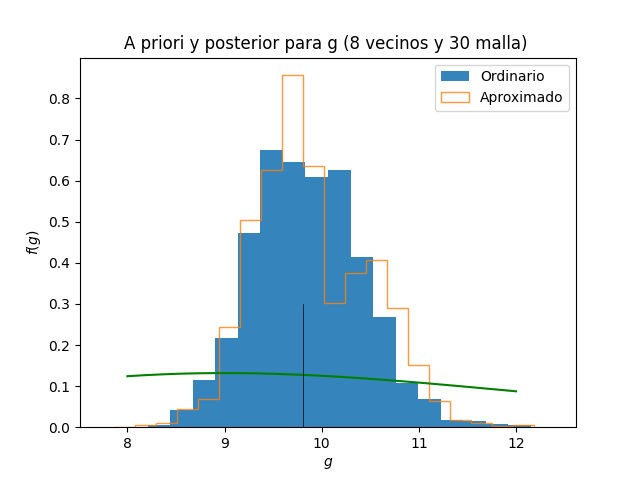 A priori y posterior para g (8 vecinos y 30 malla)
Ordinario
Aproximado
f(g)
0.8
0.7
0.6
0.5
0.4
0.3
0.2
0.1
0.0
8 9 10 11 12
g